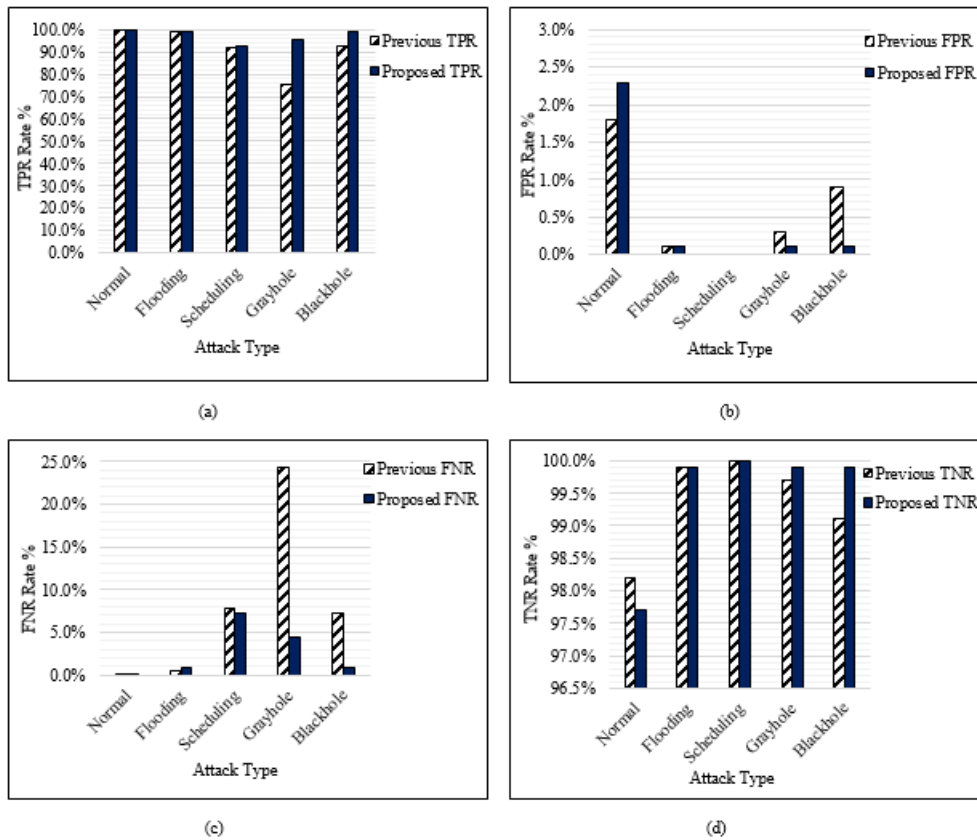 100.0%
90.0%
80.0%
70.0%
60.0%
50.0%
40.0%
30.0%
20.0%
10.0%
0.0%
TPR Rate %
Previous TPR
Proposed TPR
Normal
Flooding
Scheduling
Grayhole
Blackhole
Attack Type
(a)
3.0%
2.5%
2.0%
1.5%
1.0%
0.5%
0.0%
FPR Rate %
Previous FPR
Proposed FPR
Normal
Flooding
Scheduling
Grayhole
Blackhole
Attack Type
(b)
25.0%
20.0%
15.0%
10.0%
5.0%
0.0%
FNR Rate %
Previous FNR
Proposed FNR
Normal
Flooding
Scheduling
Grayhole
Blackhole
Attack Type
(c)
100.0%
99.5%
99.0%
98.5%
98.0%
97.5%
97.0%
96.5%
TNR Rate %
Previous TNR
Proposed TNR
Normal
Flooding
Scheduling
Grayhole
Blackhole
Attack Type
(d)